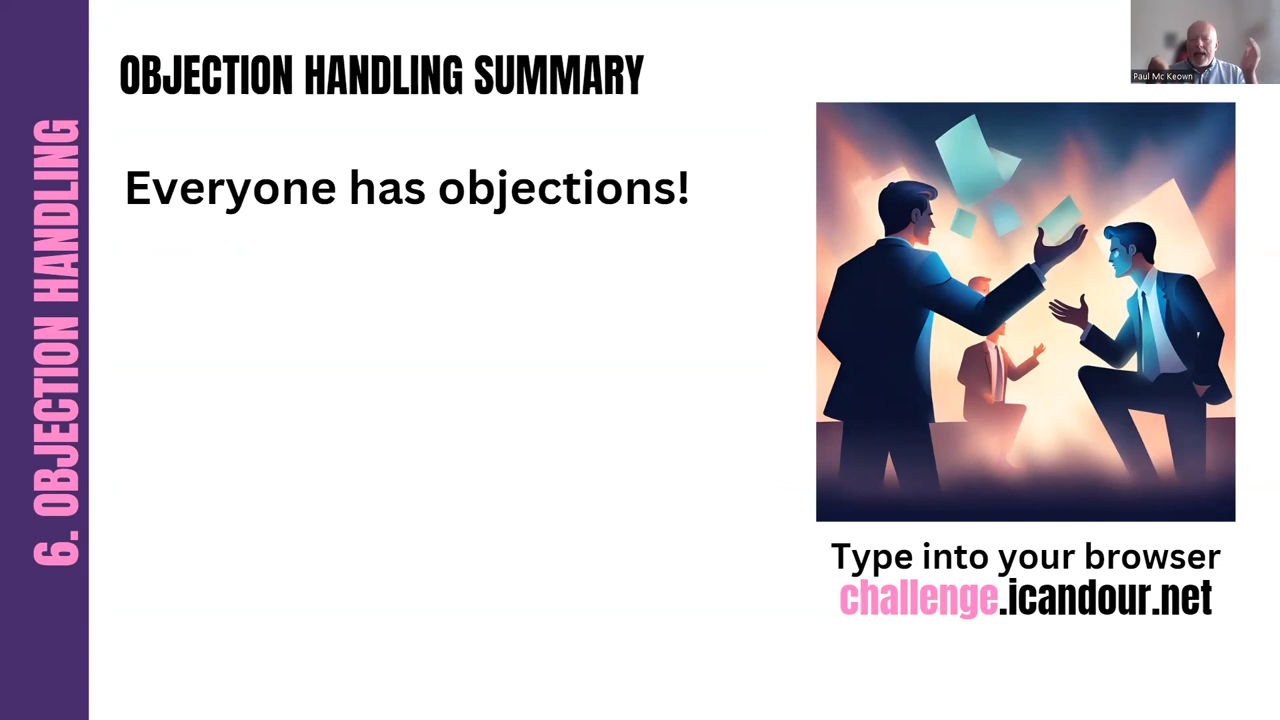 6. OBJECTION HANDLING
OBJECTION HANDLING SUMMARY
Everyone has objections!
Paul Mc Keown
Type into your browser
challenge.icandour.net